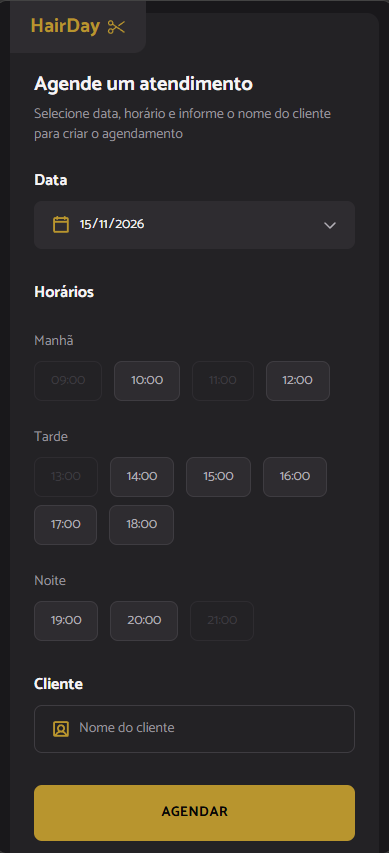 HairDay
Agende um atendimento
Selecione data, horário e informe o nome do cliente
para criar o agendamento
Data
15/11/2026
Horários
Manhã
09:00 10:00 11:00 12:00
Tarde
13:00 14:00 15:00 16:00
17:00 18:00
Noite
19:00 20:00 21:00
Cliente
Nome do cliente
AGENDAR